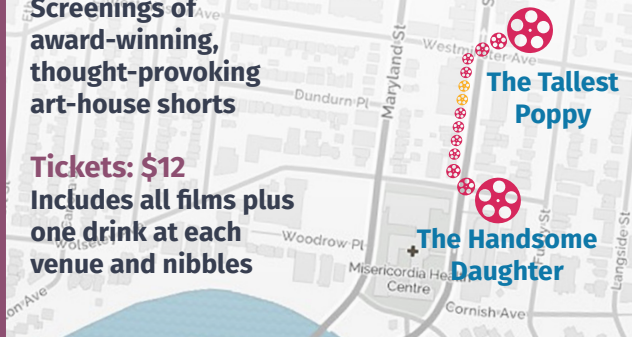 Screenings of
award-winning,
thought-provoking
art-house shorts
Tickets: $12
Includes all films plus
one drink at each
venue and nibbles
The Tallest
Poppy
The Handsome
Daughter
Maryland St
Westminster Ave
Dundurn Pl
Woodrow Pl
Misericordia Health
Centre
Cornish Ave
Langside St